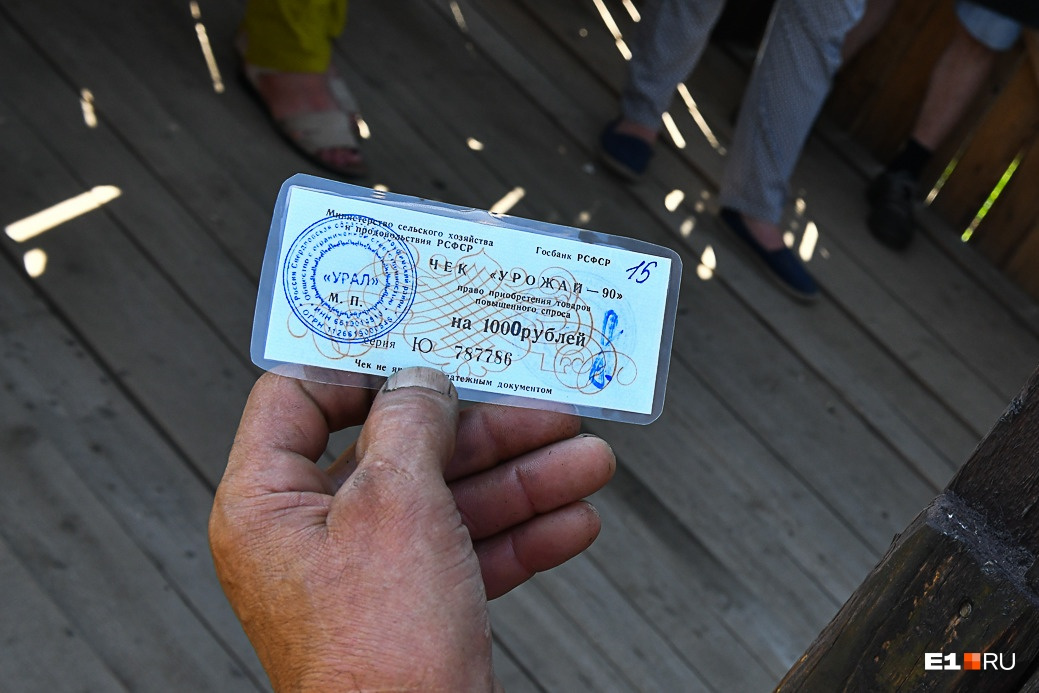 Министерство сельского хозяйства
и продовольствия РСФСР
Госбанк РСФСР
15
ЧЕК «УРОЖАЙ—90»
право приобретения товаров
повышенного спроса
на 1000рублей
серия Ю 787786
Чек не яв платежным документом
«УРАЛ»
М. П.
E1 RU